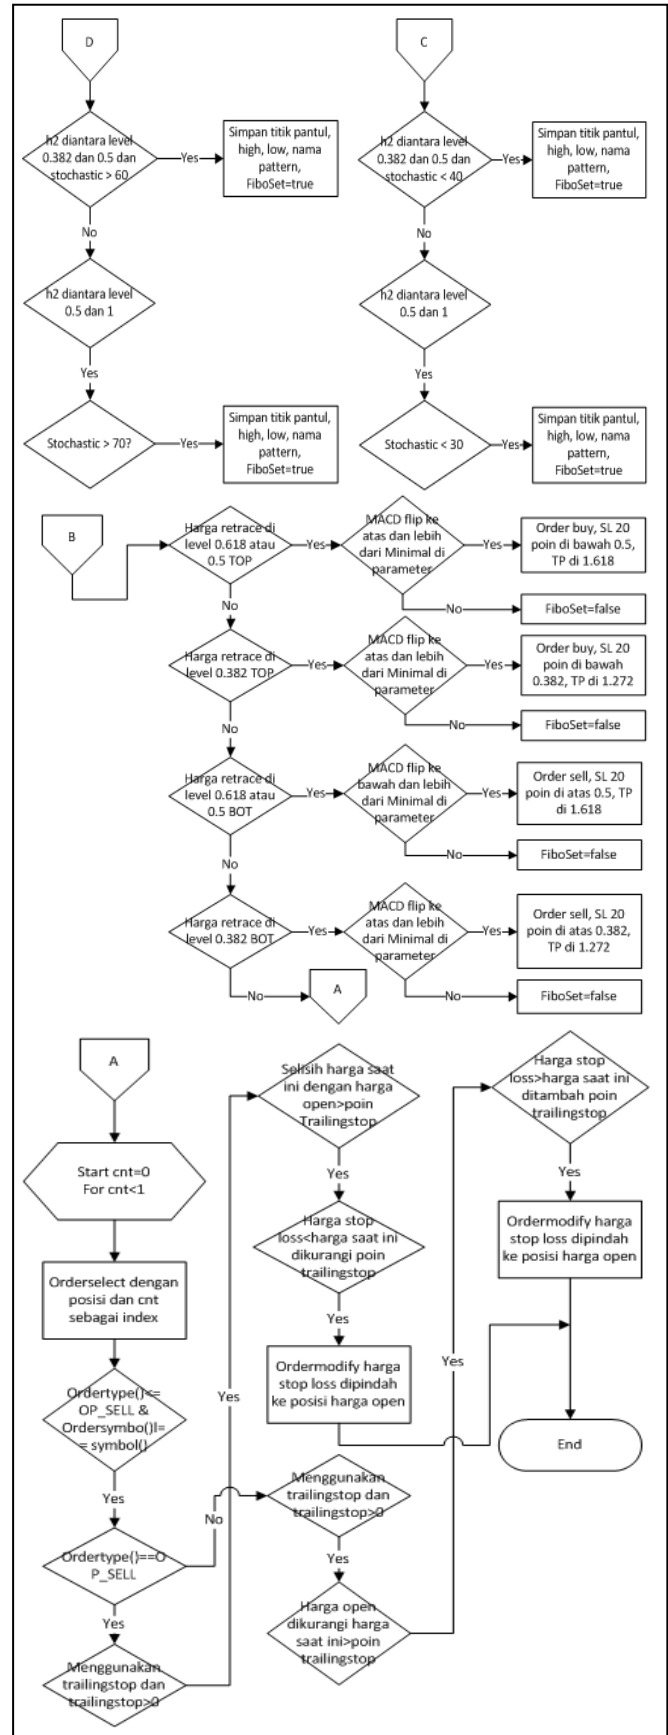 D
h2 diantara level
0.382 dan 0.5 dan
stochastic > 60
Yes
Simpan titik pantul,
high, low, nama
pattern,
FiboSet=true
No
h2 diantara level
0.5 dan 1
Yes
Stochastic > 70?
Yes
Simpan titik pantul,
high, low, nama
pattern,
FiboSet=true
C
h2 diantara level
0.382 dan 0.5 dan
stochastic < 40
Yes
Simpan titik pantul,
high, low, nama
pattern,
FiboSet=true
No
h2 diantara level
0.5 dan 1
Yes
Stochastic < 30
Yes
Simpan titik pantul,
high, low, nama
pattern,
FiboSet=true
B
Harga retrace di
level 0.618 atau
0.5 TOP
Yes
MACD flip ke
atas dan lebih
dari Minimal di
parameter
Yes
Order buy, SL 20
poin di bawah 0.5,
TP di 1.618
No
FiboSet=false
No
Harga retrace di
level 0.382 TOP
Yes
MACD flip ke
atas dan lebih
dari Minimal di
parameter
Yes
Order buy, SL 20
poin di bawah
0.382, TP di 1.272
No
FiboSet=false
No
Harga retrace di
level 0.618 atau
0.5 BOT
Yes
MACD flip ke
bawah dan lebih
dari Minimal di
parameter
Yes
Order sell, SL 20
poin di atas 0.5, TP
di 1.618
No
FiboSet=false
No
Harga retrace di
level 0.382 BOT
Yes
MACD flip ke
atas dan lebih
dari Minimal di
parameter
Yes
Order sell, SL 20
poin di atas 0.382,
TP di 1.272
No
FiboSet=false
No
A
A
Start cnt=0
For cnt<1
Orderselect dengan
posisi dan cnt
sebagai index
Ordertype()<=
OP_SELL &
Ordersymbo()l=
= symbol()
Yes
Ordertype()==O
P_SELL
No
Yes
Menggunakan
trailingstop dan
trailingstop>0
Yes
Selisih harga saat
ini dengan harga
open>poin
Trailingstop
Yes
Harga stop
loss<harga saat ini
dikurangi poin
trailingstop
Yes
Ordermodify harga
stop loss dipindah
ke posisi harga open
Menggunakan
trailingstop dan
trailingstop>0
Yes
Harga open
dikurangi harga
saat ini>poin
trailingstop
Yes
Harga stop
loss>harga saat ini
ditambah poin
trailingstop
Yes
Ordermodify harga
stop loss dipindah
ke posisi harga open
End